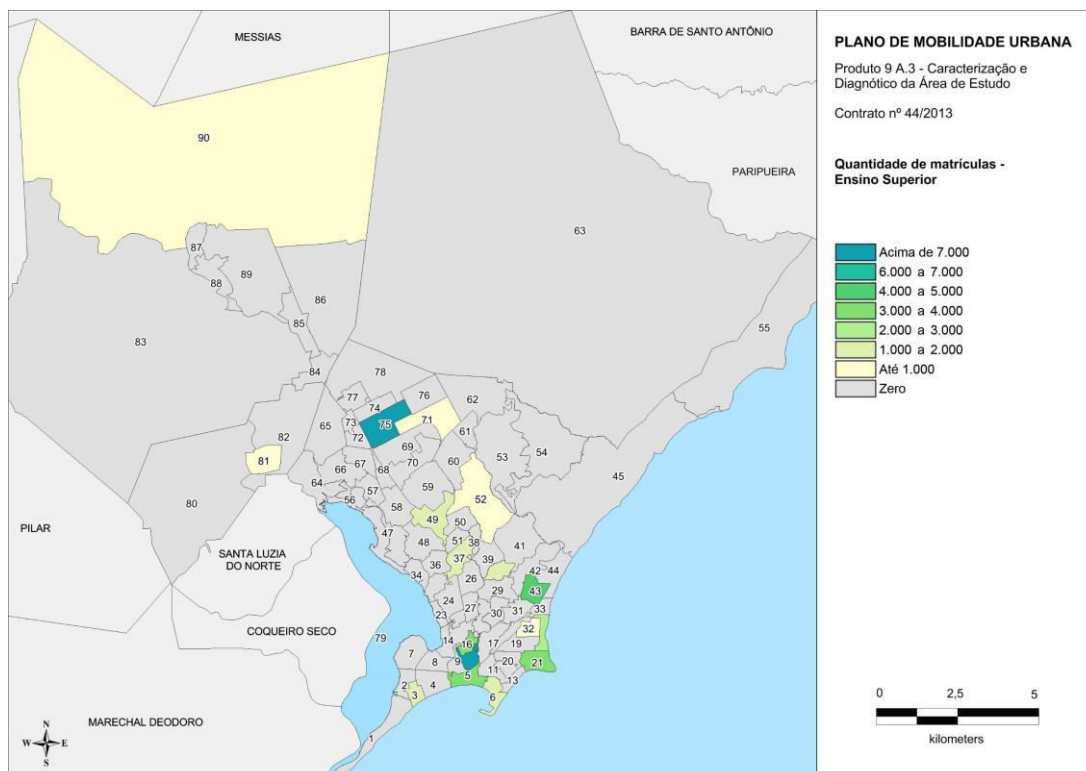 MESSIAS
BARRA DE SANTO ANTÔNIO
PARIPUEIRA
90
63
87
89
88
86
83
85
55
84
78
77
76
74
62
82
65
73
75
71
72
61
81
69
53
54
67
68
70
60
66
45
64
57
59
52
80
56
58
PILAR
49
50
47
SANTA LUZIA
DO NORTE
48
51
38
41
37
39
36
42
44
34
26
29
43
24
COQUEIRO SECO
27
30
31
33
23
79
32
14
16
17
19
7
8
9
20
21
5
11
2
4
13
3
6
MARECHAL DEODORO
1
N
W E
S
PLANO DE MOBILIDADE URBANA
Produto 9 A.3 - Caracterização e
Diagnótico da Área de Estudo
Contrato nº 44/2013
Quantidade de matrículas -
Ensino Superior
Acima de 7.000
6.000 a 7.000
4.000 a 5.000
3.000 a 4.000
2.000 a 3.000
1.000 a 2.000
Até 1.000
Zero
0 2,5 5
kilometers